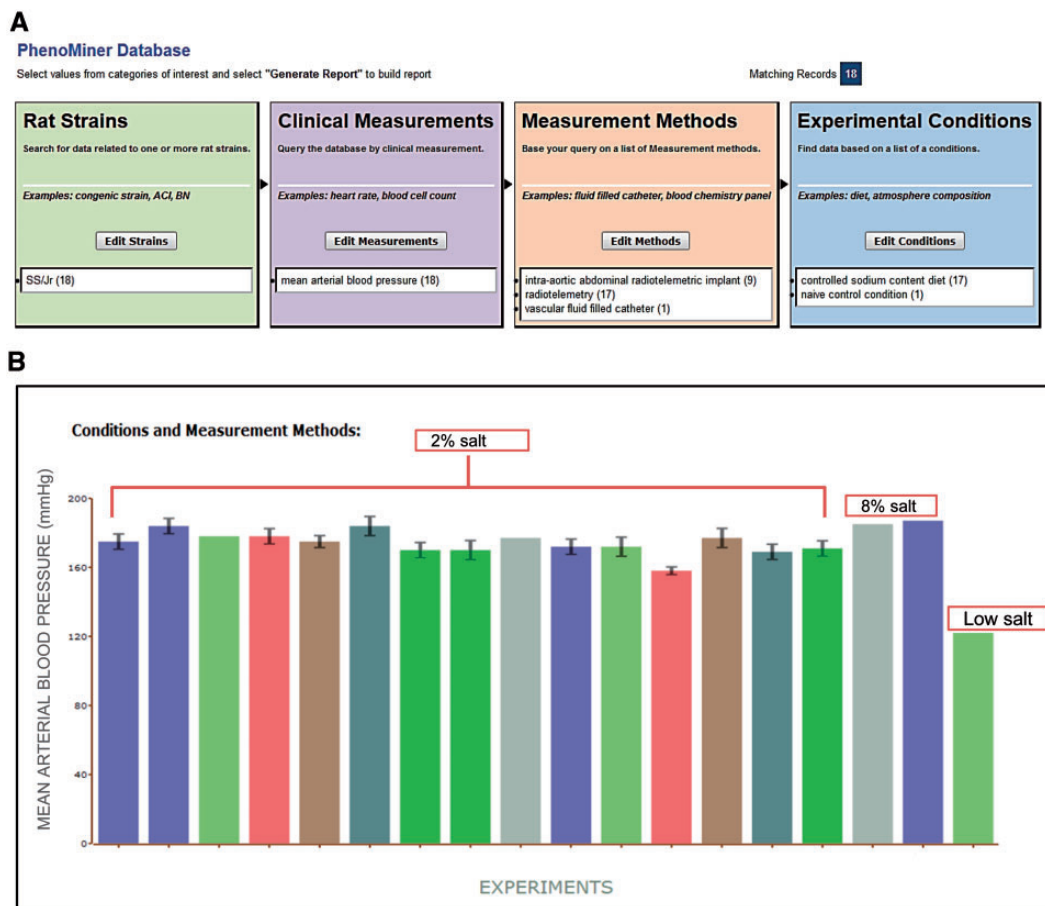 A
PhenoMiner Database
Select values from categories of interest and select "Generate Report" to build report
Matching Records 18
Rat Strains
Search for data related to one or more rat strains.
Examples: congenic strain, ACI, BN
Edit Strains
SS/Jr (18)
Clinical Measurements
Query the database by clinical measurement.
Examples: heart rate, blood cell count
Edit Measurements
mean arterial blood pressure (18)
Measurement Methods
Base your query on a list of Measurement methods.
Examples: fluid filled catheter, blood chemistry panel
Edit Methods
intra-aortic abdominal radiotelemetric implant (9)
radiotelemetry (17)
vascular fluid filled catheter (1)
Experimental Conditions
Find data based on a list of a conditions.
Examples: diet, atmosphere composition
Edit Conditions
controlled sodium content diet (17)
naive control condition (1)
B
Conditions and Measurement Methods:
2% salt
8% salt
Low salt
MEAN ARTERIAL BLOOD PRESSURE (mmHg)
200
160
120
80
40
0
EXPERIMENTS